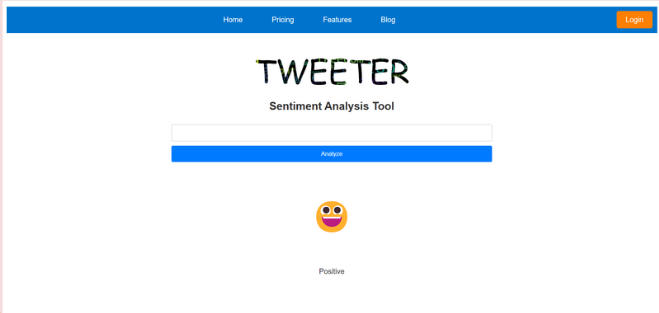 Home Pricing Features Blog Login
TWEETER
Sentiment Analysis Tool
Analyze
Positive